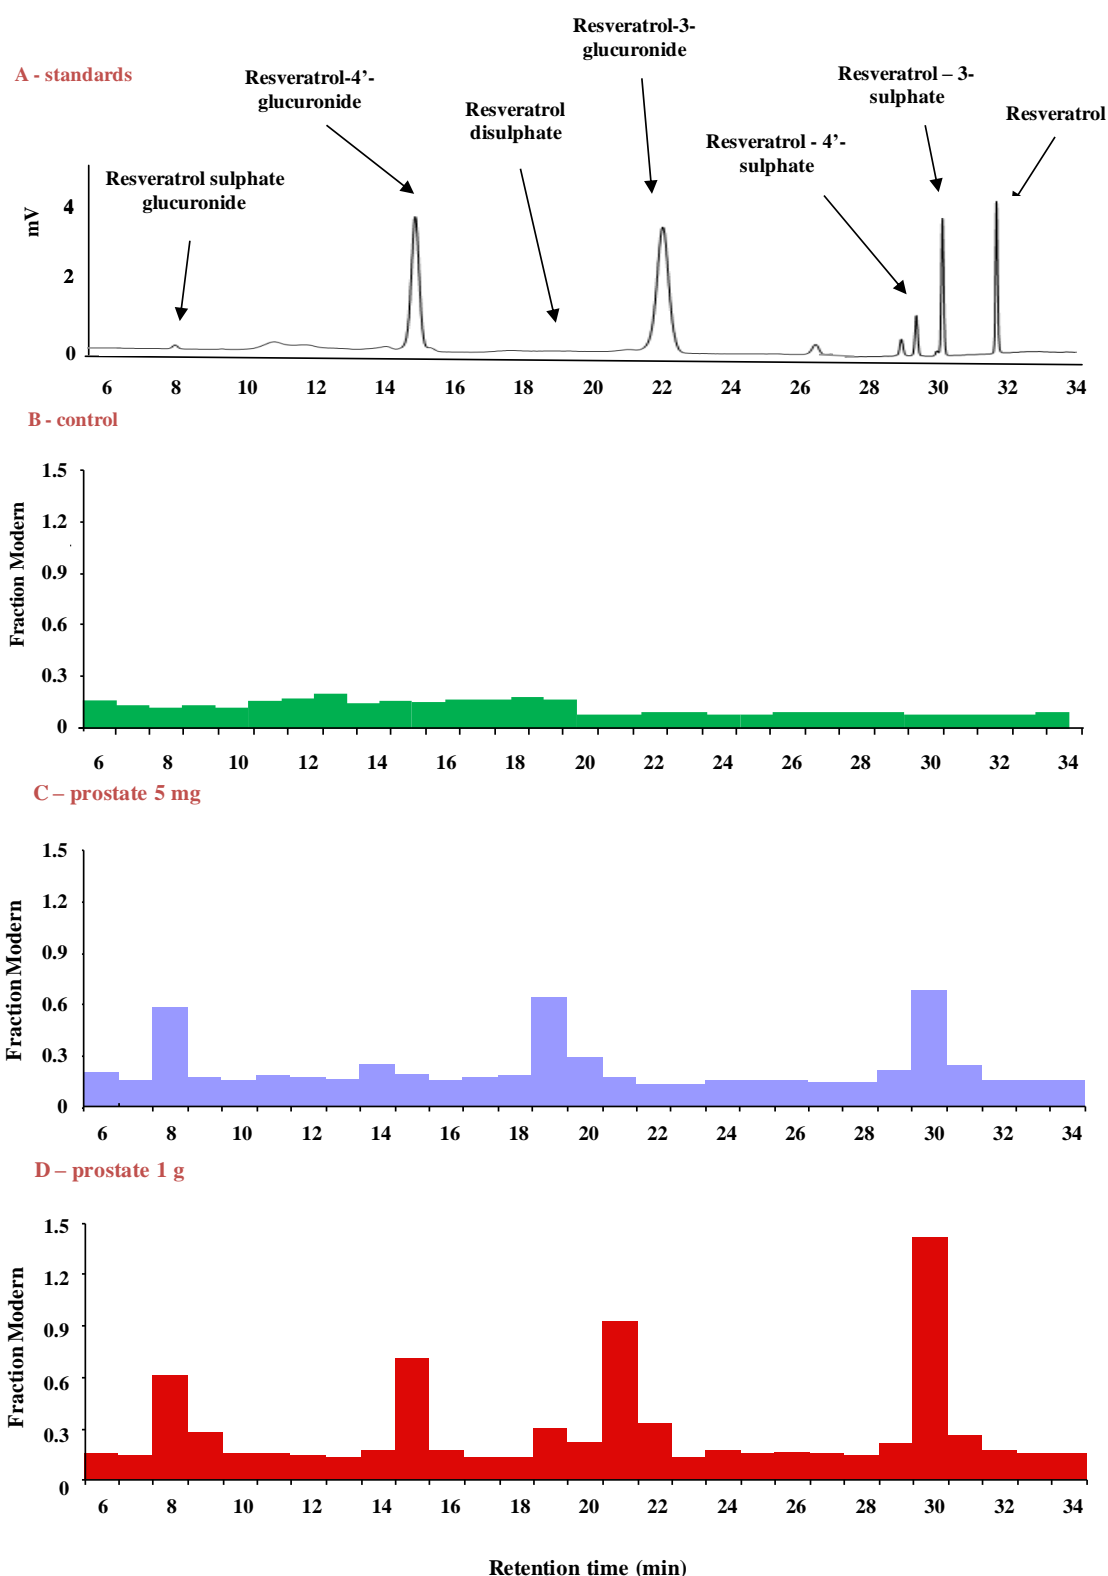 Resveratrol-3-
glucuronide
A - standards
Resveratrol-4’-
glucuronide
Resveratrol – 3-
sulphate
Resveratrol
disulphate
Resveratrol
Resveratrol - 4’-
sulphate
Resveratrol sulphate
glucuronide
mV
4
2
0
6 8 10 12 14 16 18 20 22 24 26 28 30 32 34
B - control
Fraction Modern
1.5
1.2
0.9
0.6
0.3
0
6 8 10 12 14 16 18 20 22 24 26 28 30 32 34
C – prostate 5 mg
Fraction Modern
1.5
1.2
0.9
0.6
0.3
0
6 8 10 12 14 16 18 20 22 24 26 28 30 32 34
D – prostate 1 g
Fraction Modern
1.5
1.2
0.9
0.6
0.3
0
6 8 10 12 14 16 18 20 22 24 26 28 30 32 34
Retention time (min)